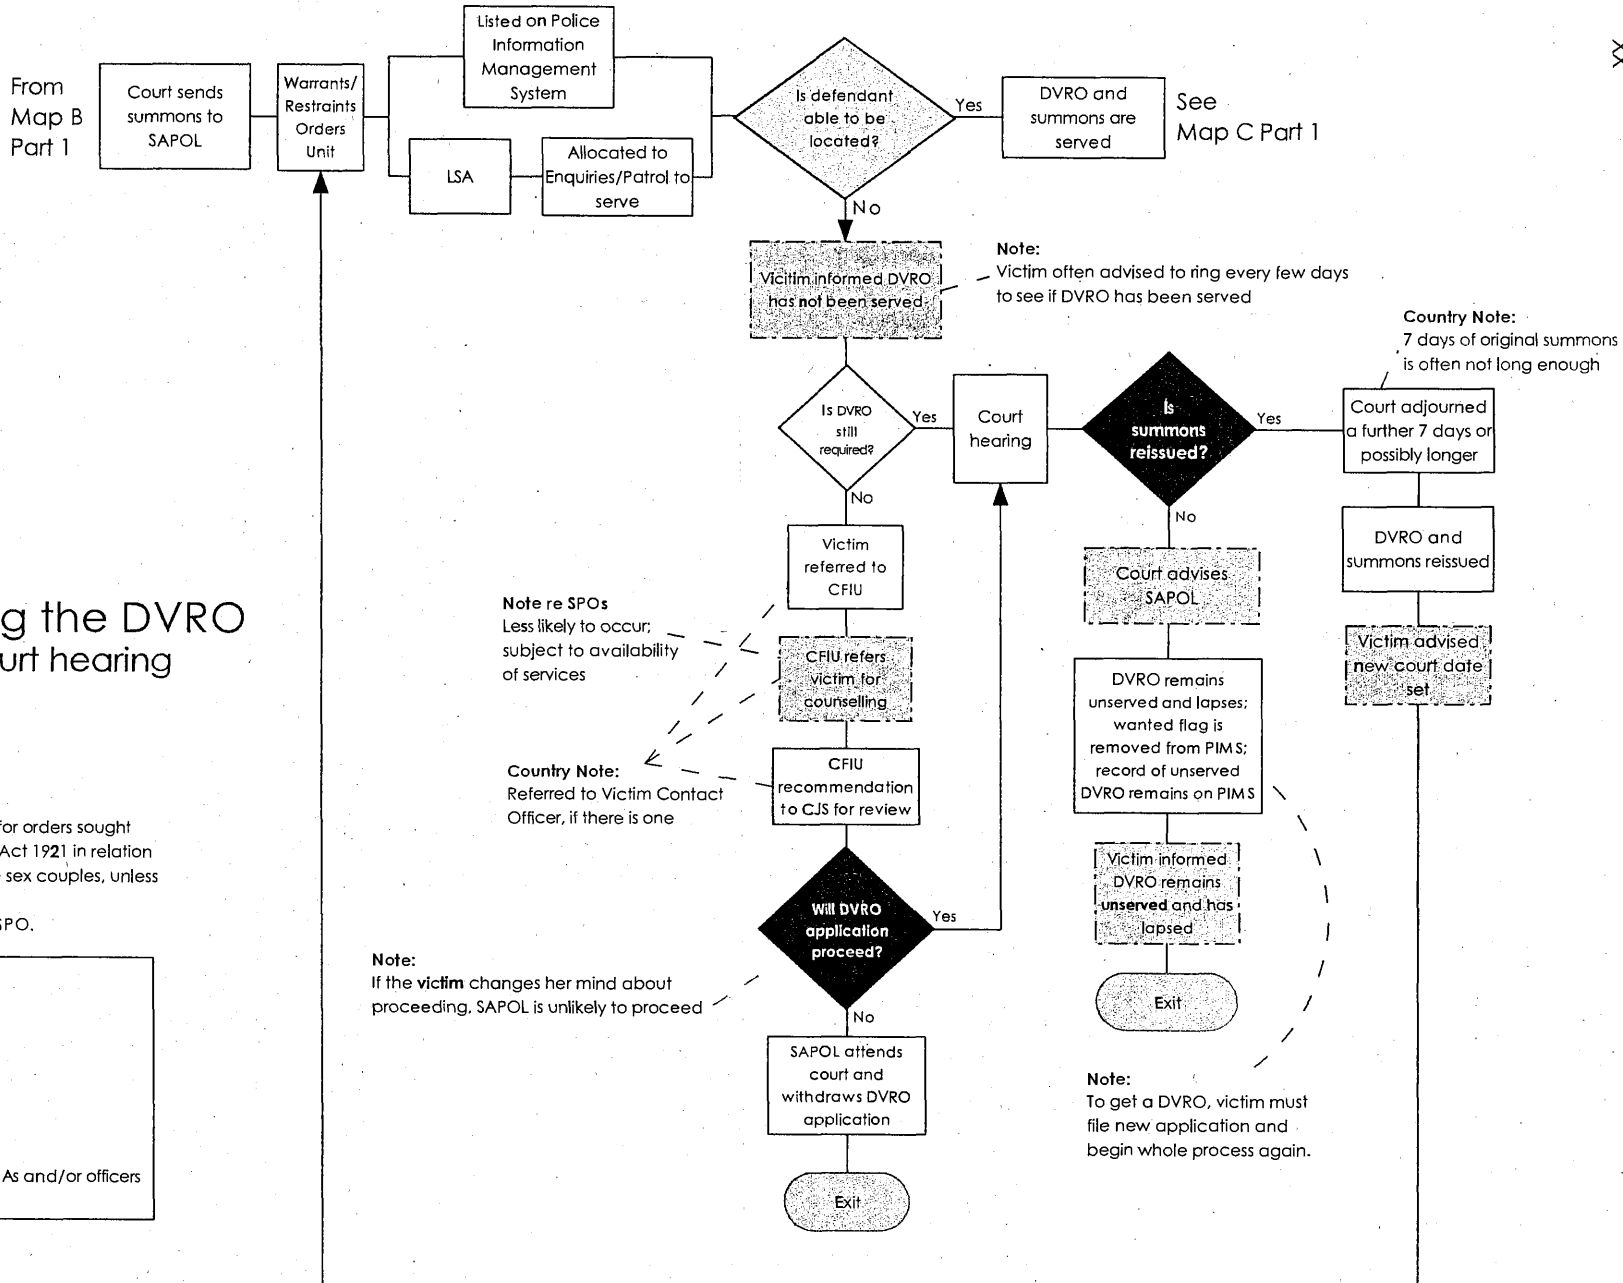 From
Map B
Part 1
Court sends
summons to
SAPOL
Warrants/
Restraints
Orders
Unit
Listed on Police
Information
Management
System
LSA
Allocated to
Enquiries/Patrol to
serve
Is defendant
able to be
located?
Yes
DVRO and
summons are
served
See
Map C Part 1
No
Vicitim informed DVRO
has not been served
Note:
Victim often advised to ring every few days
to see if DVRO has been served
Is DVRO
still
required?
Yes
Court
hearing
Is
summons
reissued?
Yes
Country Note:
7 days of original summons
is often not long enough
Court adjourned
a further 7 days or
possibly longer
DVRO and
summons reissued
Victim advised
new court date
set
No
Victim
referred to
CFIU
Note re SPOs
Less likely to occur;
subject to availability
of services
CFIU refers
victim for
counselling
Country Note:
Referred to Victim Contact
Officer, if there is one
CFIU
recommendation
to CJS for review
Will DVRO
application
proceed?
Yes
Note:
If the victim changes her mind about
proceeding, SAPOL is unlikely to proceed
No
SAPOL attends
court and
withdraws DVRO
application
Exit
No
Court advises
SAPOL
DVRO remains
unserved and lapses;
wanted flag is
removed from PIMS;
record of unserved
DVRO remains on PIMS
Victim informed
DVRO remains
unserved and has
lapsed
Exit
Note:
To get a DVRO, victim must
file new application and
begin whole process again.
g the DVRO
urt hearing
for orders sought
Act 1921 in relation
sex couples, unless
SPO.
As and/or officers